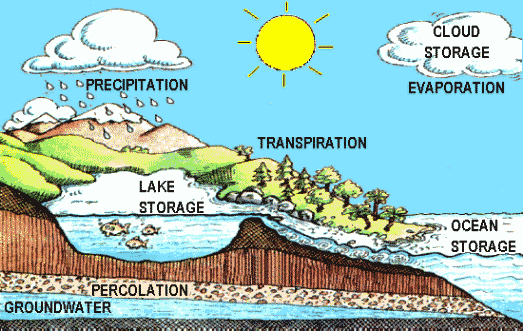 CLOUD
STORAGE
PRECIPITATION
EVAPORATION
TRANSPIRATION
LAKE
STORAGE
OCEAN
STORAGE
PERCOLATION
GROUNDWATER